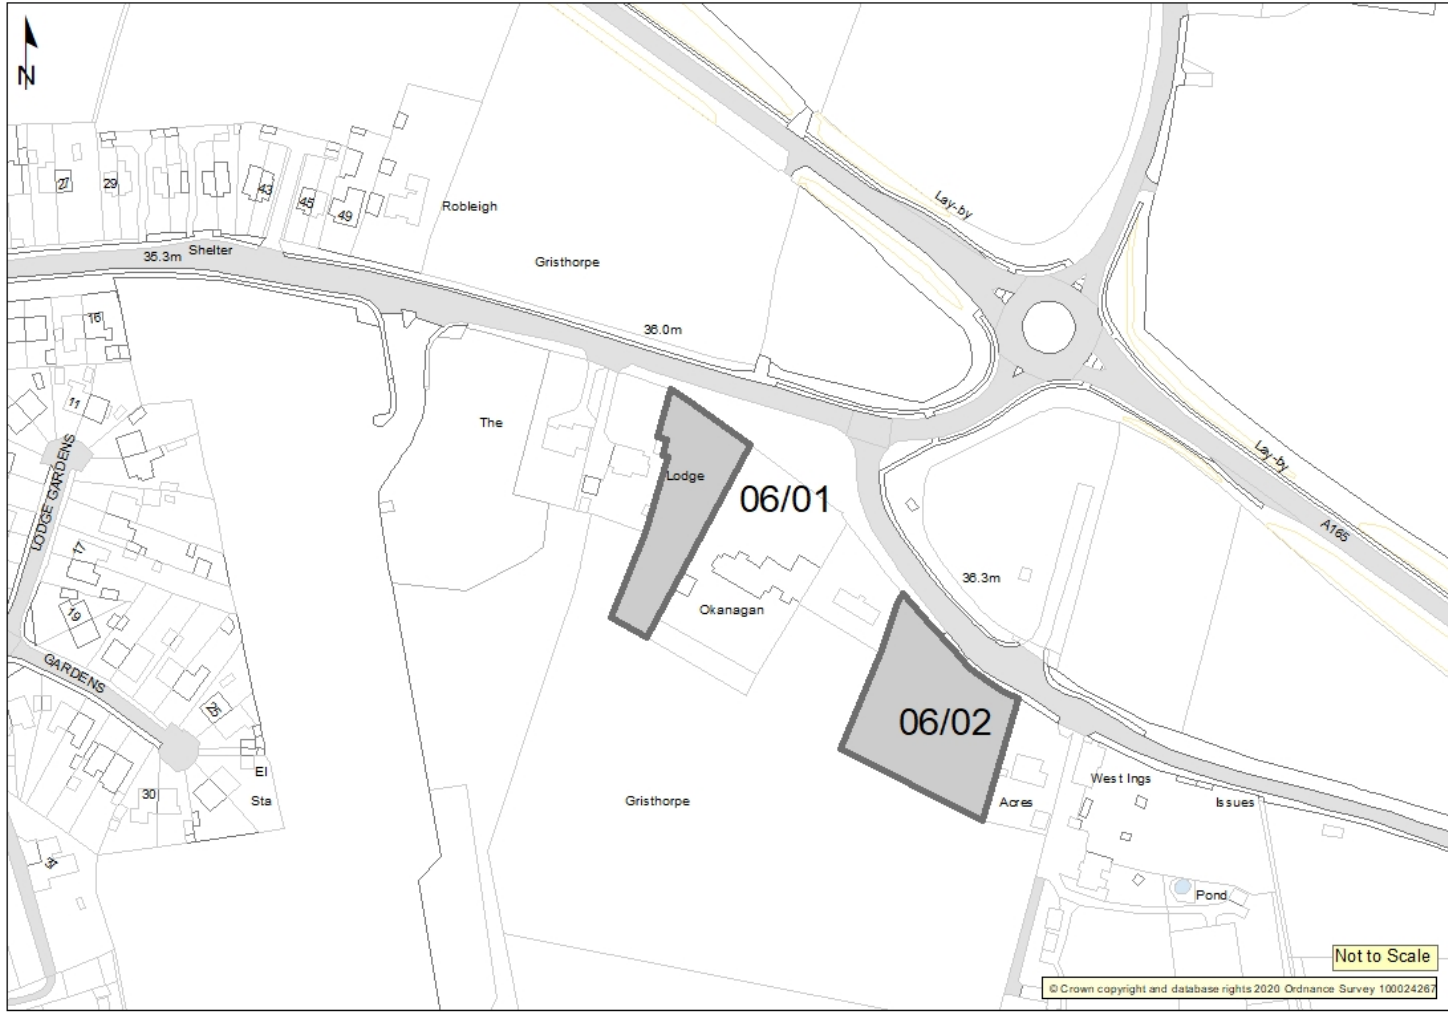 N
Lay-by
27
29
43
45
49
Robleigh
Shelter
35.3m
Gristhorpe
36.0m
16
11
The
Lodge
06/01
LODGE GARDENS
Lay-by
A165
17
36.3m
19
Okanagan
GARDENS
25
06/02
El
Sta
30
Gristhorpe
Acres
West Ings
Issues
Pond
Not to Scale
© Crown copyright and database rights 2020 Ordnance Survey 100024267